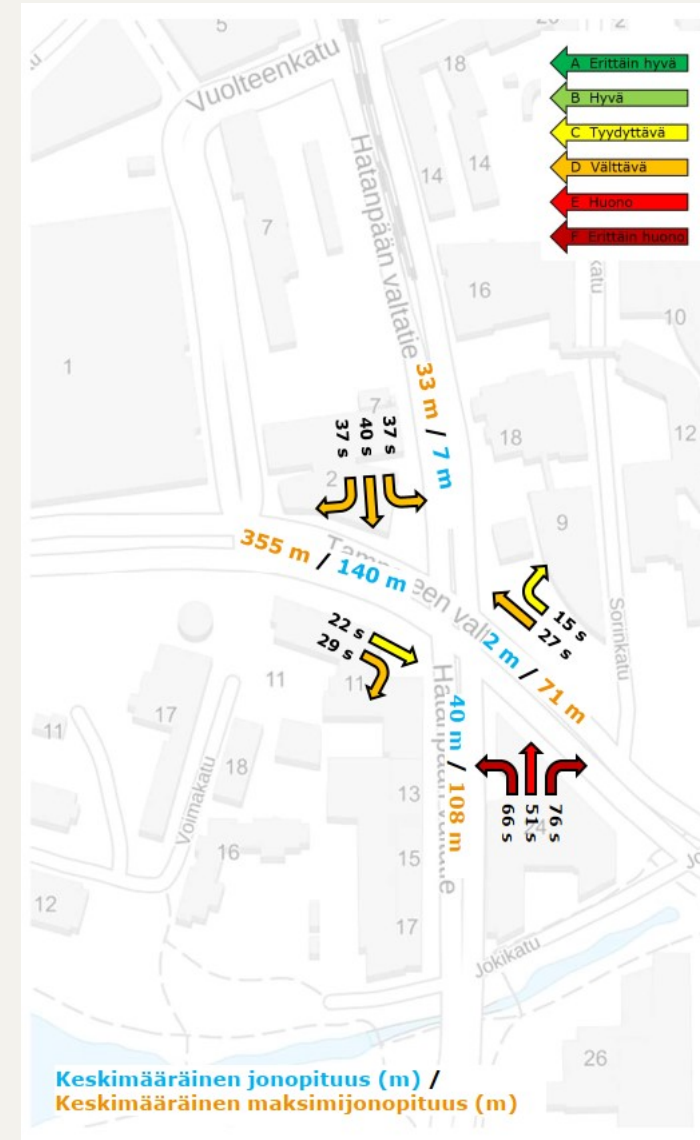 5
2
Vuolteenkatu
18
A Erittäin hyvä
B Hyvä
C Tyydyttävä
D Välttävä
E Huono
F Erittäin huono
Hatanpään valtatie
14
14
7
16
katu
10
1
33 m / 7 m
7
37 s
40 s
37 s
18
12
2
9
355 m / 140 m
15 s
27 s
Sorinkatu
22 s
29 s
2 m / 71 m
11
11
17
11
40 m / 108 m
18
Voimakatu
13
66 s
51 s
76 s
24
16
15
12
17
Jokikatu
26
Keskimääräinen jonopituus (m) /
Keskimääräinen maksimijonopituus (m)